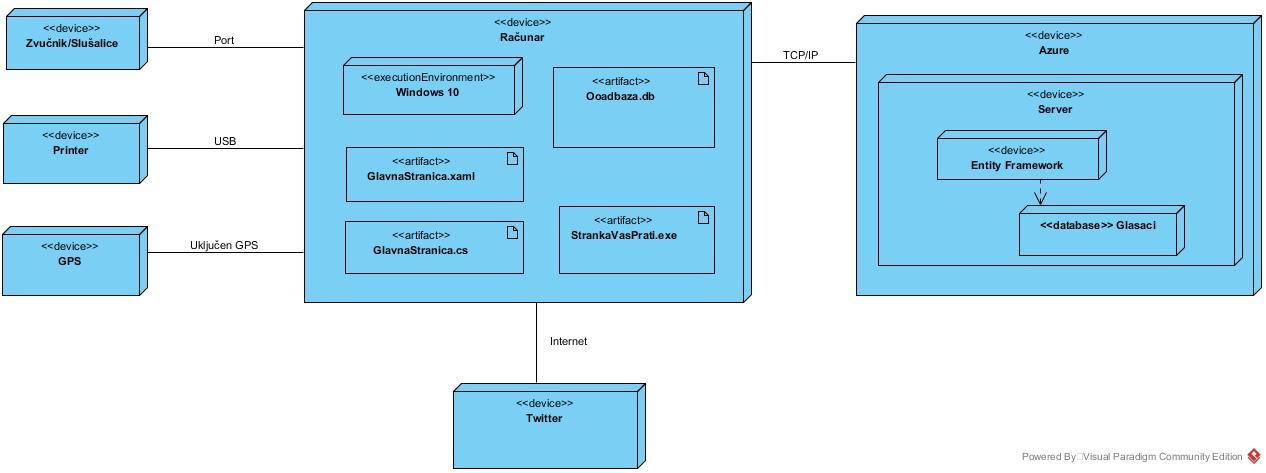 <<device>>
Zvučnik/Slušalice
Port
<<device>>
Printer
USB
<<device>>
GPS
Uključen GPS
<<device>>
Računar
<<executionEnvironment>>
Windows 10
<<artifact>>
Ooadbaza.db
<<artifact>>
GlavnaStranica.xaml
<<artifact>>
GlavnaStranica.cs
<<artifact>>
StrankaVasPrati.exe
TCP/IP
<<device>>
Azure
<<device>>
Server
<<device>>
Entity Framework
<<database>> Glasaci
Internet
<<device>>
Twitter
Powered By Visual Paradigm Community Edition